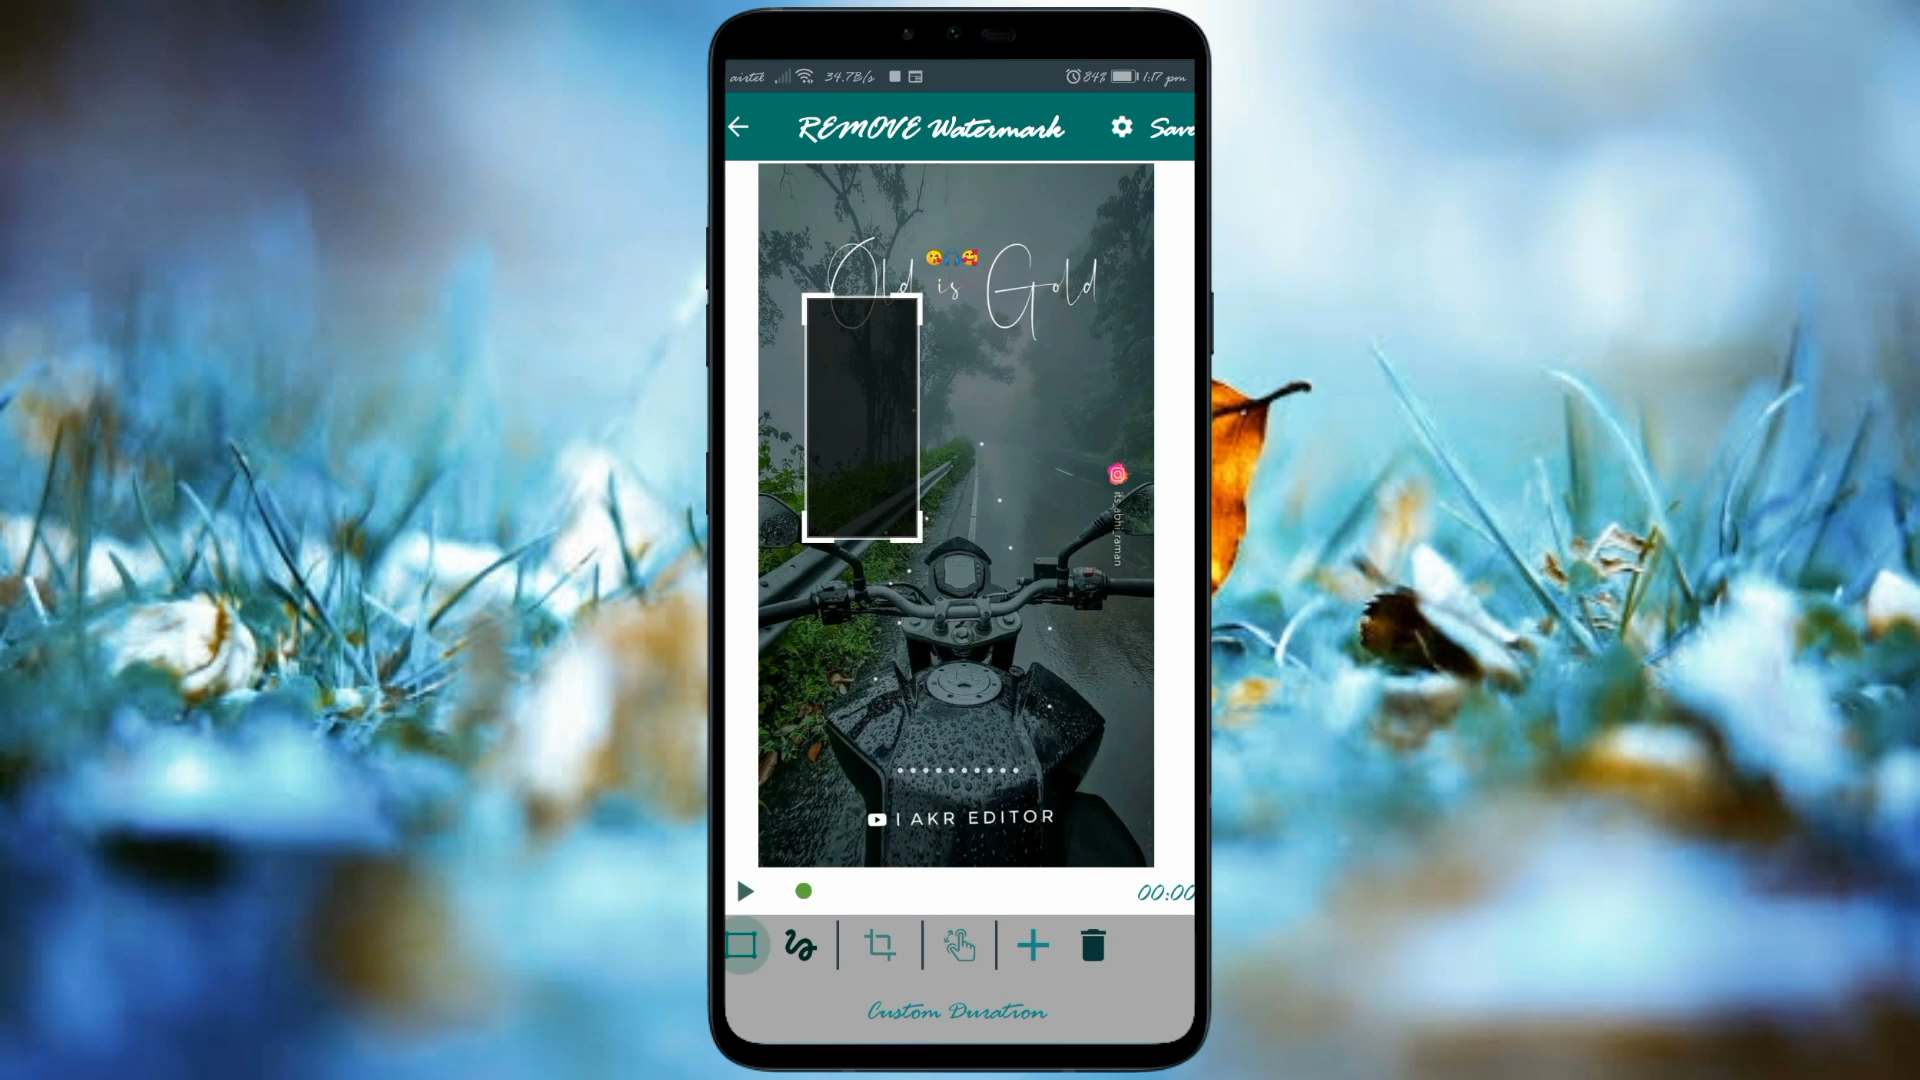 airtel 34.7B/s 84% 1:17 pm
REMOVE Watermark Save
Old is Gold
its_abhi_raman
I AKR EDITOR
00:00
Custom Duration